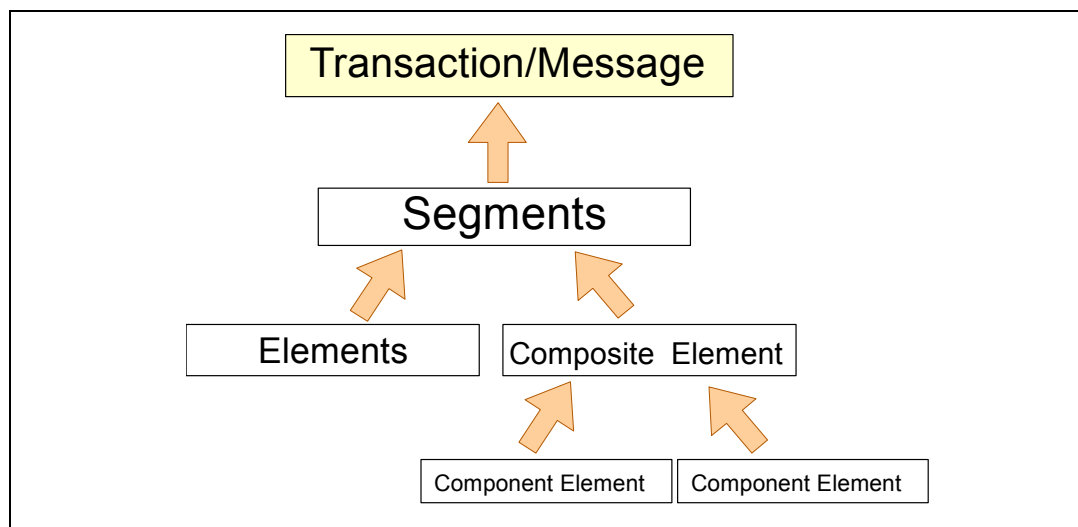 Transaction/Message
Segments
Elements
Composite Element
Component Element
Component Element